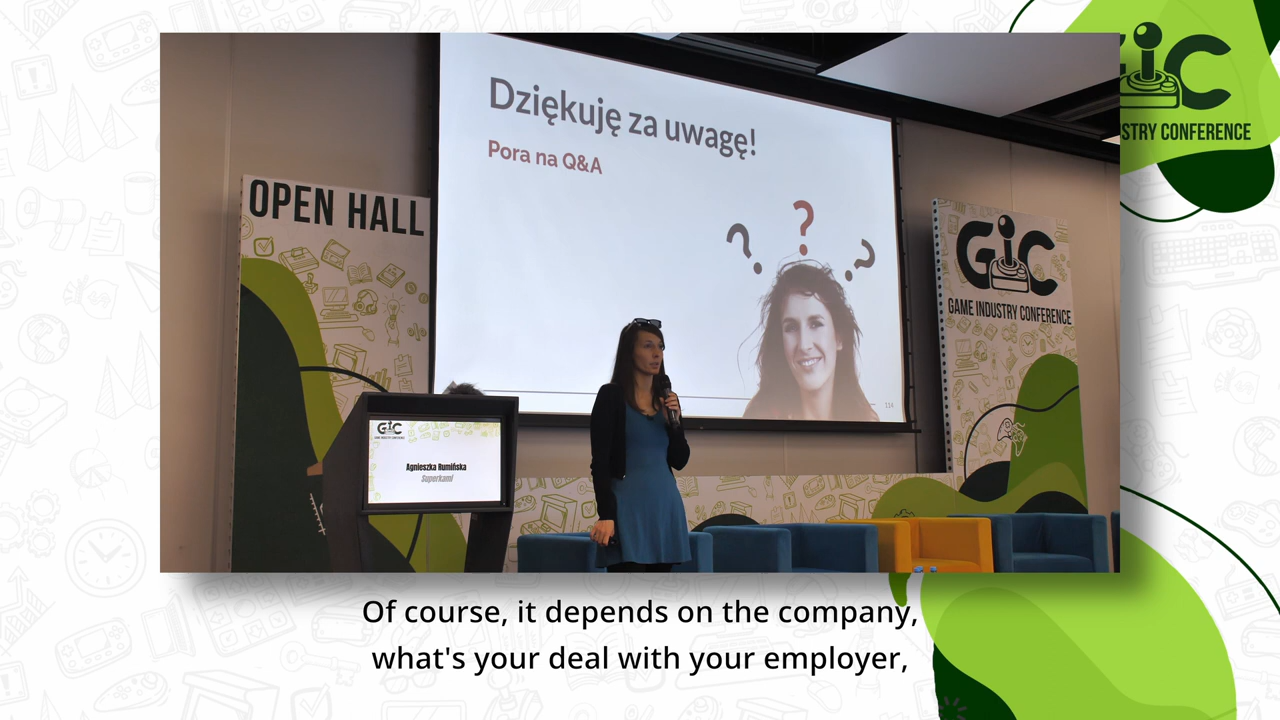 GIC
STRY CONFERENCE
Dziękuję za uwagę!
Pora na Q&A
? ? ?
114
OPEN HALL
GIC
GAME INDUSTRY CONFERENCE
GIC
Agnieszka Rumińska
Superkami
Of course, it depends on the company,
what's your deal with your employer,